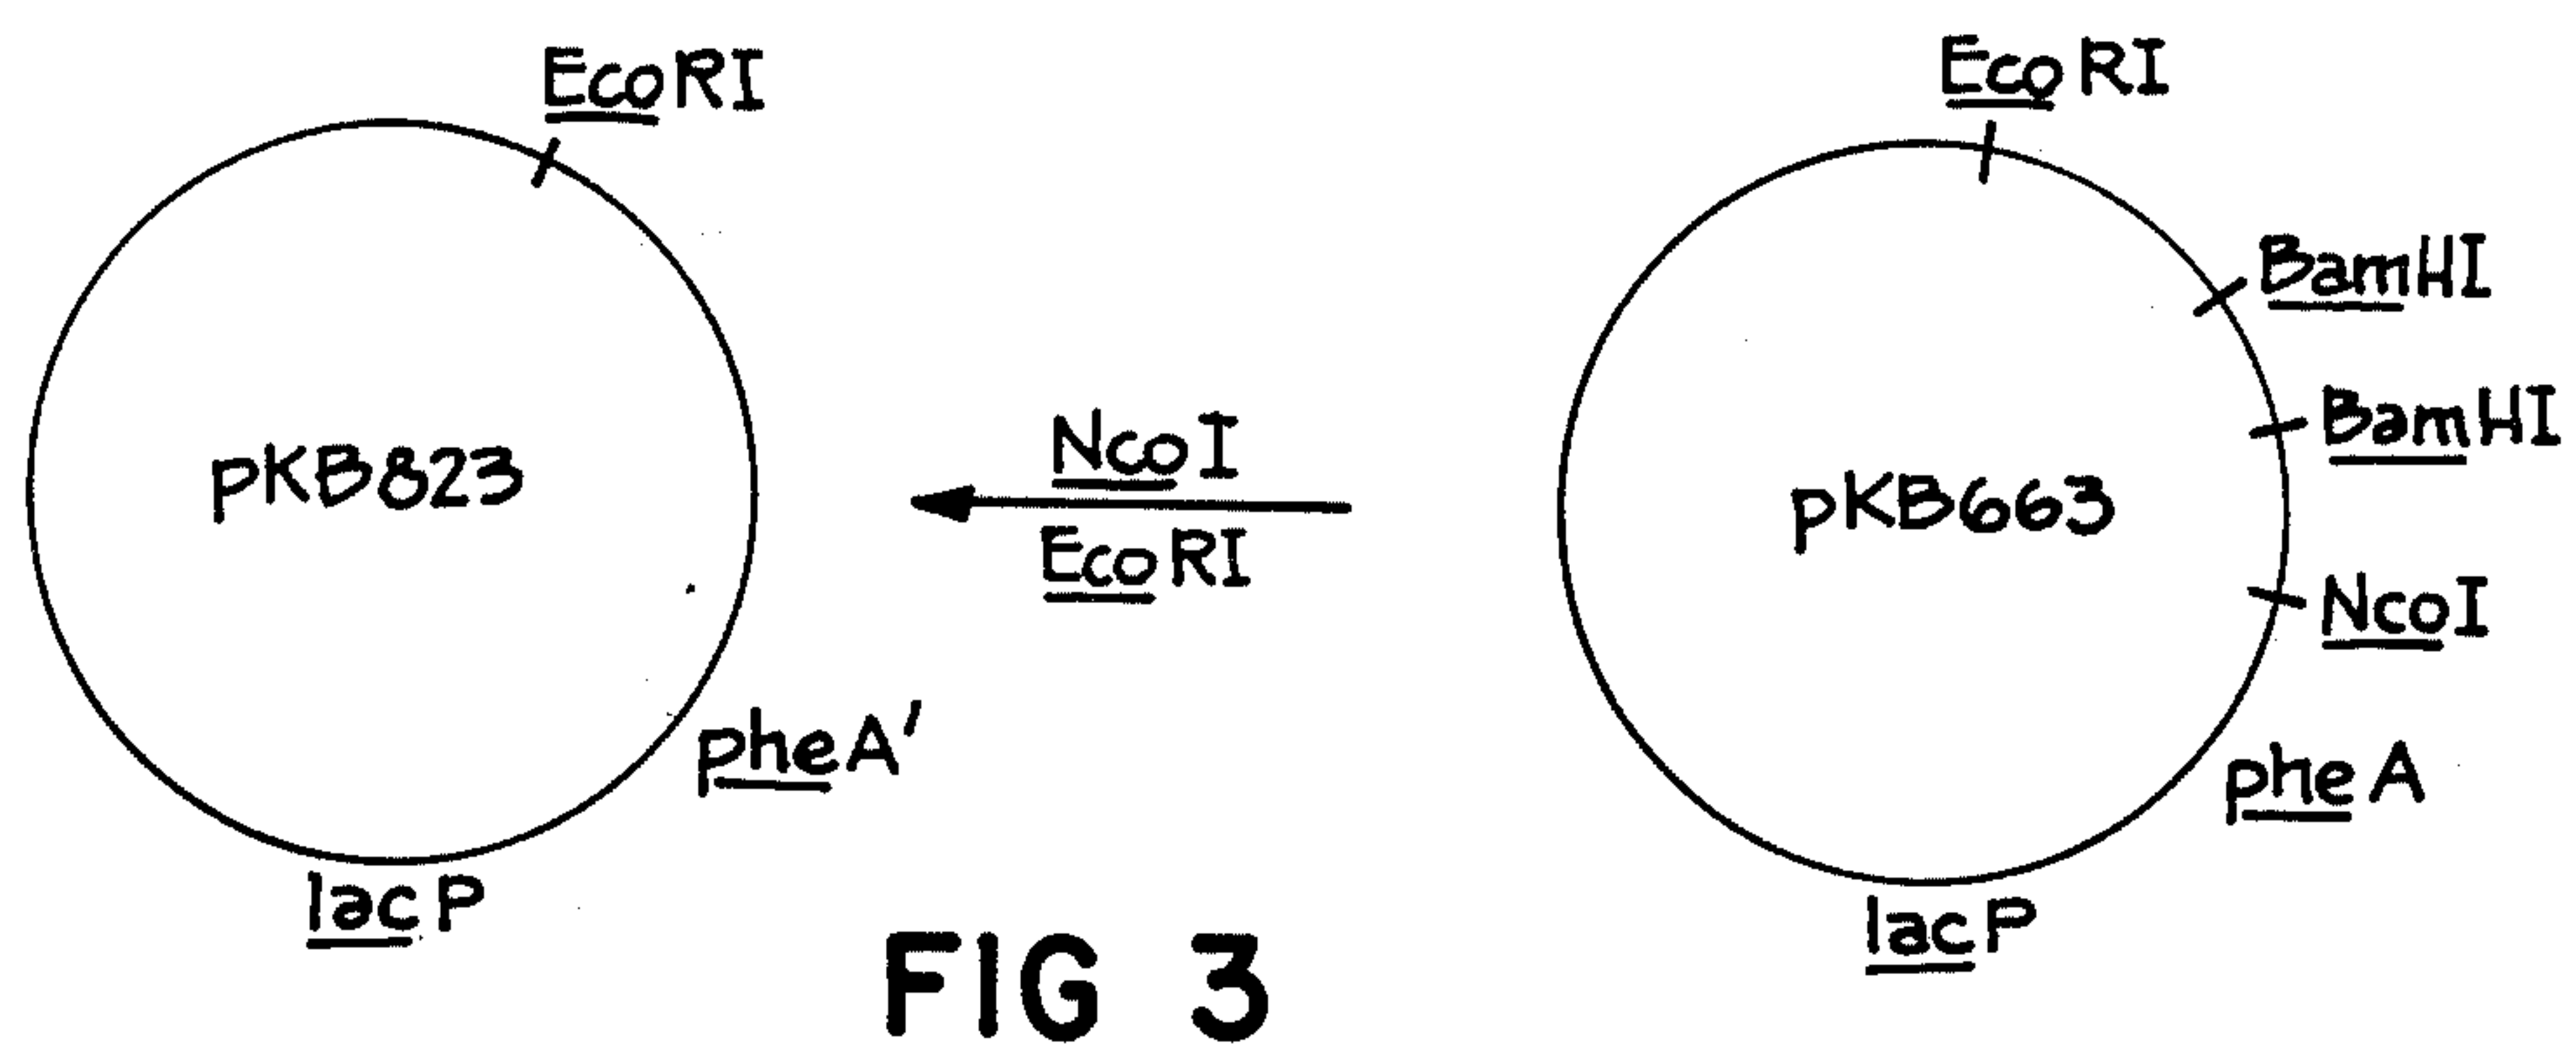 EcoRI
pKB823
pheA'
lacP
NcoI
EcoRI
EcoRI
BamHI
BamHI
pKB663
NcoI
pheA
lacP
FIG 3